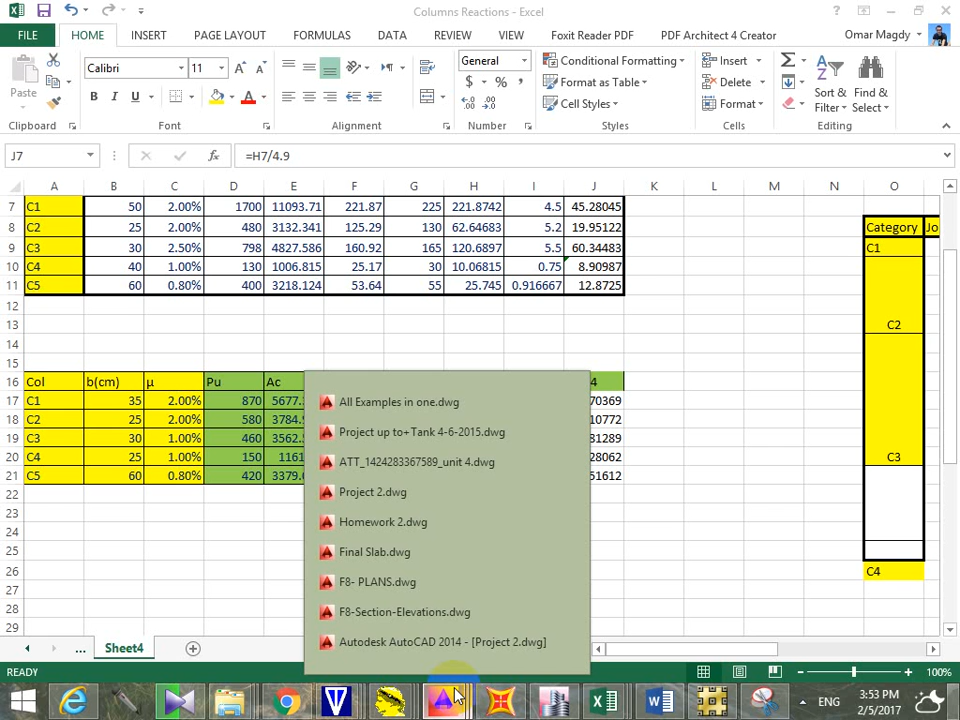 Columns Reactions - Excel
FILE HOME INSERT PAGE LAYOUT FORMULAS DATA REVIEW VIEW Foxit Reader PDF PDF Architect 4 Creator Omar Magdy
Calibri 11 General Conditional Formatting Insert
Paste B I U A $ % Format as Table Delete Sort & Find &
Cell Styles Format Filter Select
Clipboard Font Alignment Number Styles Cells Editing
J7 fx =H7/4.9
A B C D E F G H I J K L M N O
7 C1 50 2.00% 1700 11093.71 221.87 225 221.8742 4.5 45.28045
8 C2 25 2.00% 480 3132.341 125.29 130 62.64683 5.2 19.95122 Category Jo
9 C3 30 2.50% 798 4827.586 160.92 165 120.6897 5.5 60.34483 C1
10 C4 40 1.00% 130 1006.815 25.17 30 10.06815 0.75 8.90987
11 C5 60 0.80% 400 3218.124 53.64 55 25.745 0.916667 12.8725
12
13 C2
14
15
16 Col b(cm) μ Pu Ac 4
17 C1 35 2.00% 870 5677. 70369
18 C2 25 2.00% 580 3784. 10772
19 C3 30 1.00% 460 3562. 81289
20 C4 25 1.00% 150 1161 28062 C3
21 C5 60 0.80% 420 3379. 51612
22
23
24
25
26 C4
27
28
29
All Examples in one.dwg
Project up to+Tank 4-6-2015.dwg
ATT_1424283367589_unit 4.dwg
Project 2.dwg
Homework 2.dwg
Final Slab.dwg
F8- PLANS.dwg
F8-Section-Elevations.dwg
Autodesk AutoCAD 2014 - [Project 2.dwg]
... Sheet4
READY 100%
ENG 3:53 PM
2/5/2017